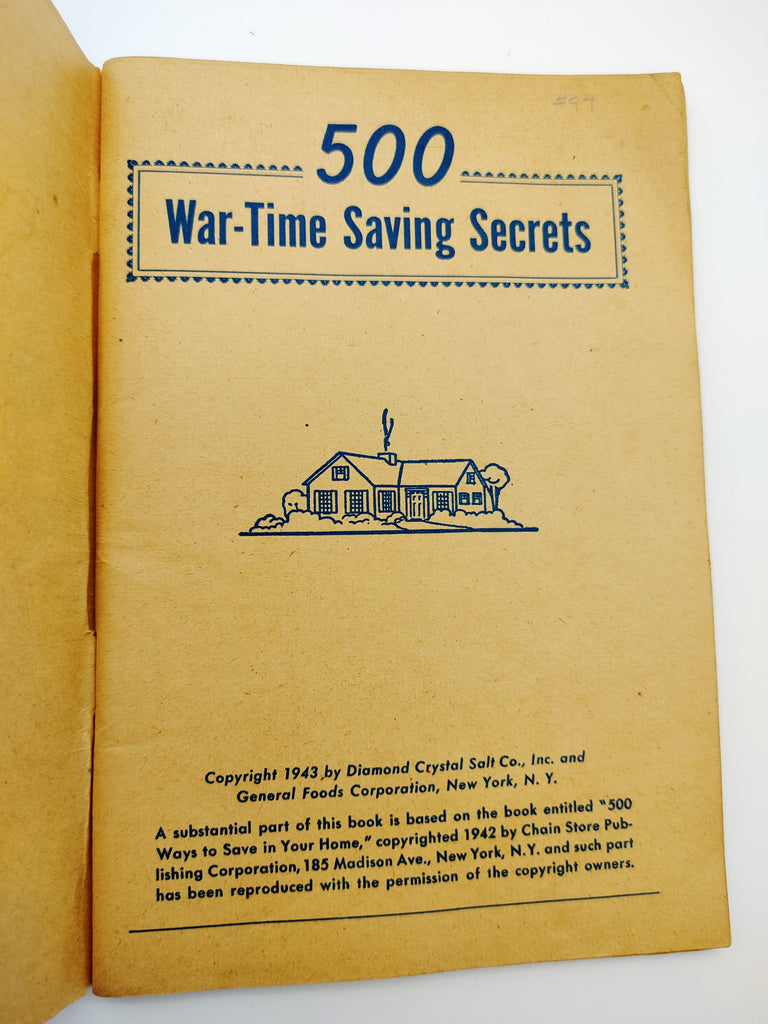 500
War-Time Saving Secrets
Copyright 1943 by Diamond Crystal Salt Co., Inc. and
General Foods Corporation, New York, N. Y.
A substantial part of this book is based on the book entitled "500
Ways to Save in Your Home," copyrighted 1942 by Chain Store Pub-
lishing Corporation, 185 Madison Ave., New York, N.Y. and such part
has been reproduced with the permission of the copyright owners.